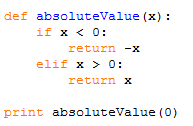 def absoluteValue(x):
    if x < 0:
        return -x
    elif x > 0:
        return x

print absoluteValue(0)